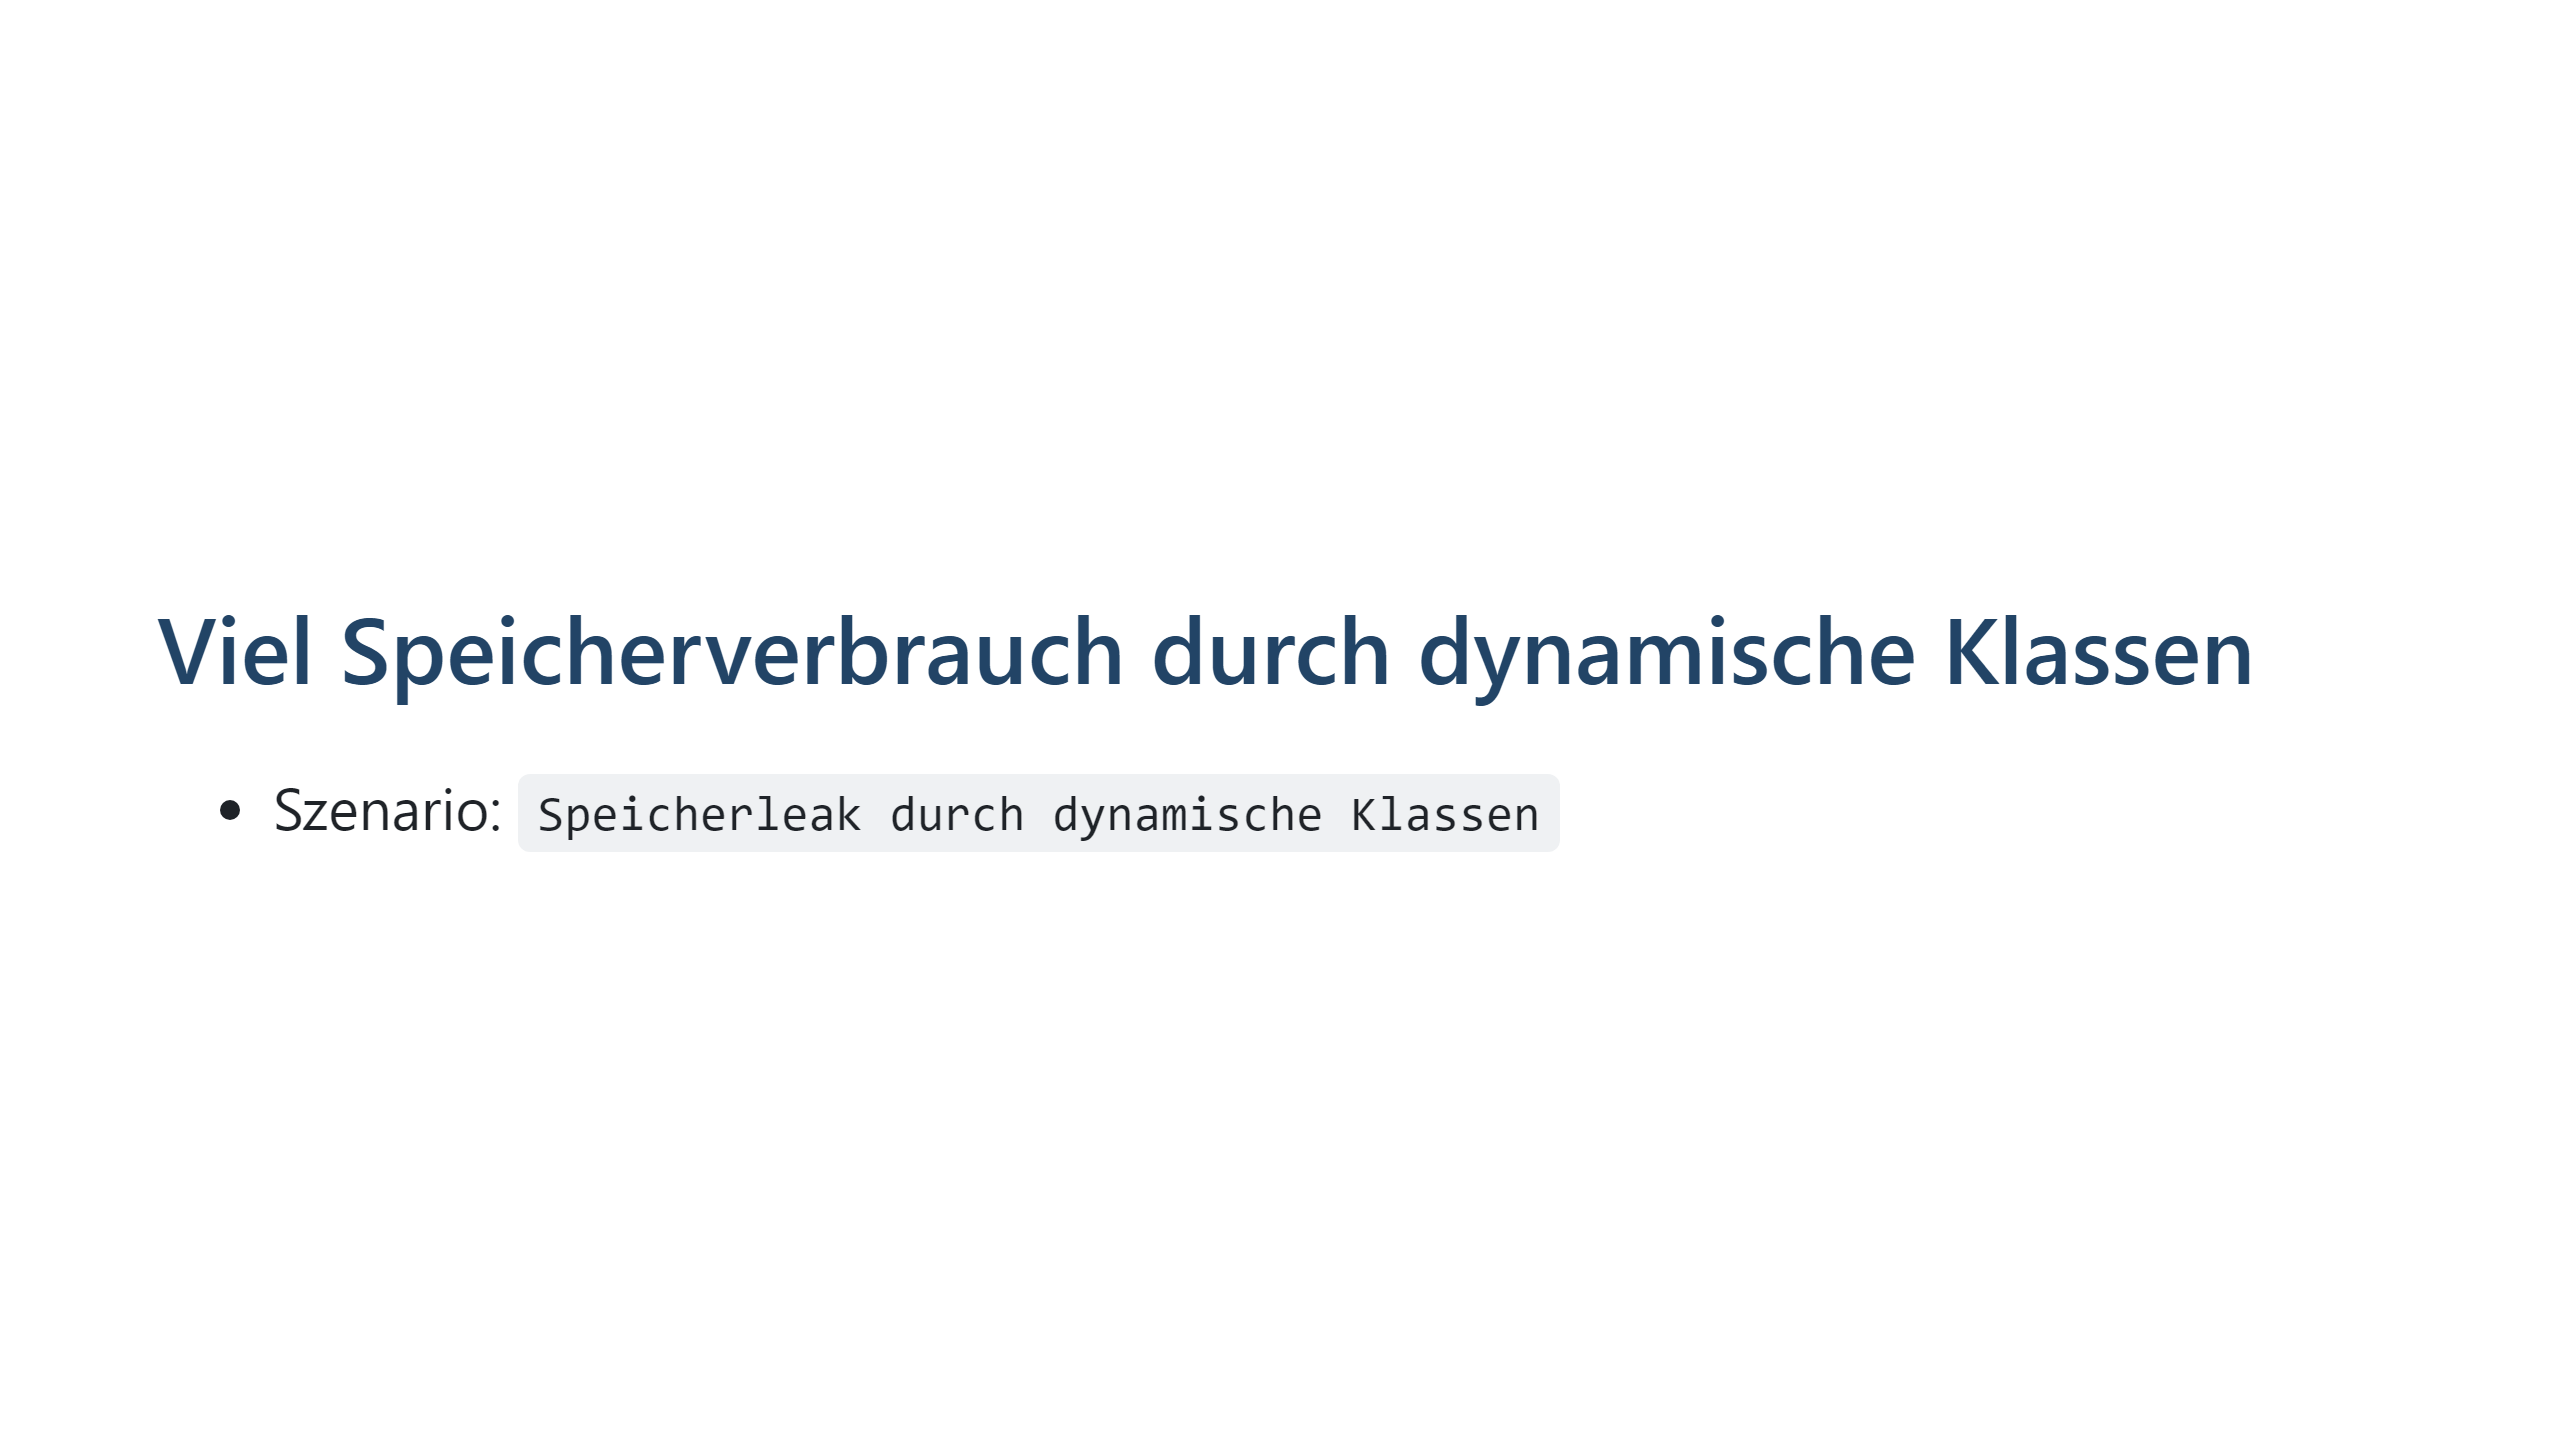 Viel Speicherverbrauch durch dynamische Klassen
• Szenario: Speicherleak durch dynamische Klassen